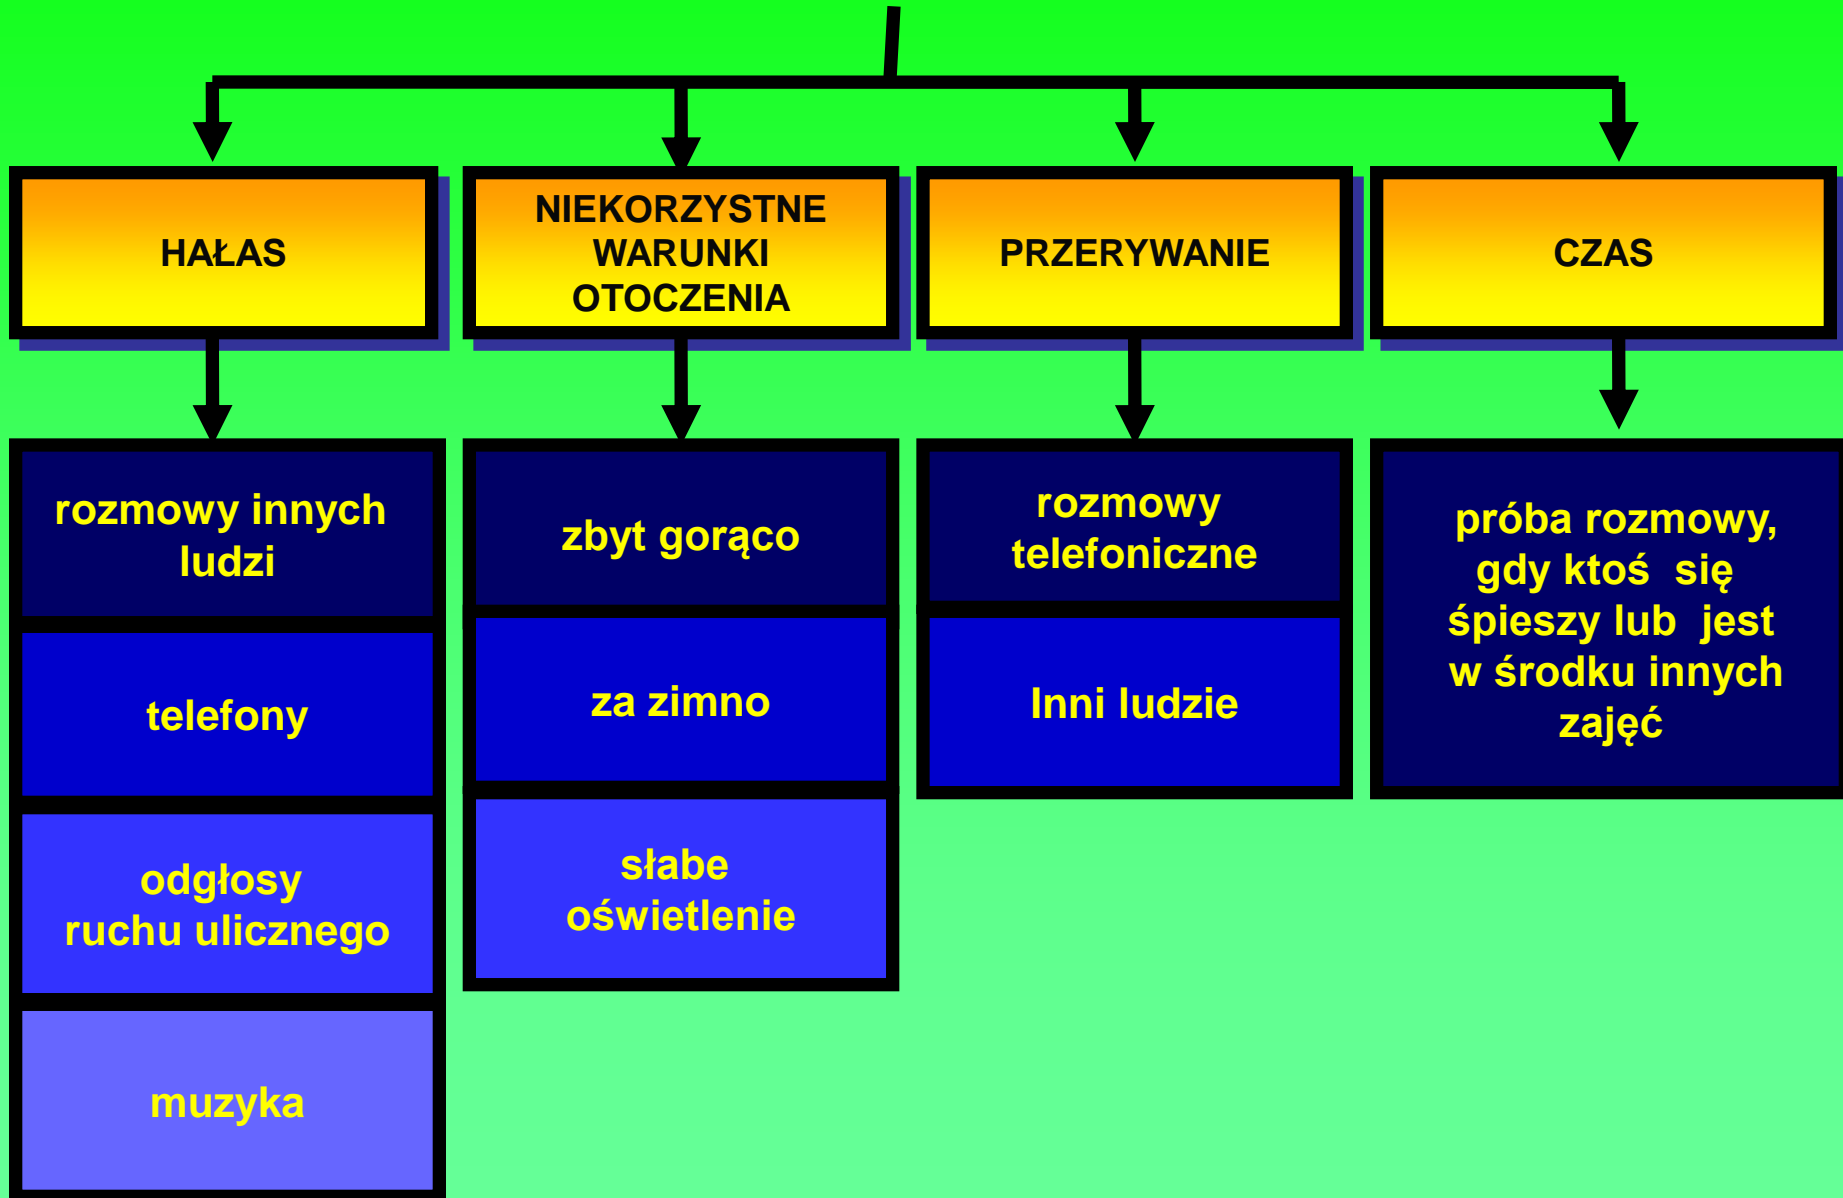 HAŁAS
NIEKORZYSTNE
WARUNKI
OTOCZENIA
PRZERYWANIE
CZAS
rozmowy innych
ludzi
telefony
odgłosy
ruchu ulicznego
muzyka
zbyt gorąco
za zimno
słabe
oświetlenie
rozmowy
telefoniczne
Inni ludzie
próba rozmowy,
gdy ktoś się
śpieszy lub jest
w środku innych
zajęć